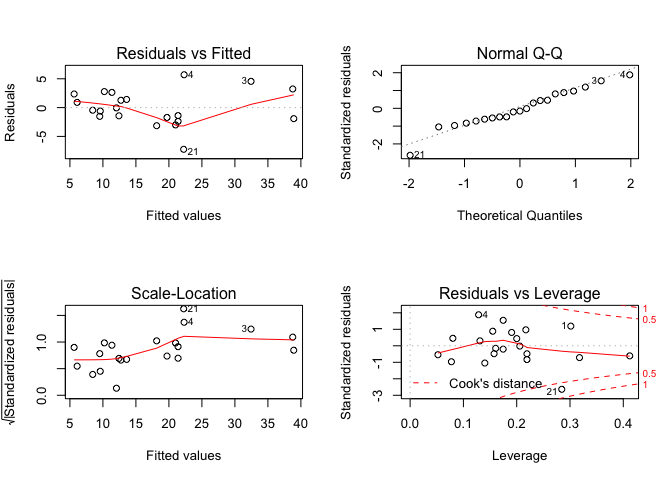 Residuals vs Fitted
Residuals
5
0
-5
4
3
21
5 10 15 20 25 30 35 40
Fitted values
Normal Q-Q
Standardized residuals
2
0
-2
3
4
21
-2 -1 0 1 2
Theoretical Quantiles
Scale-Location
√|Standardized residuals|
1.0
0.0
21
4
3
5 10 15 20 25 30 35 40
Fitted values
Residuals vs Leverage
Standardized residuals
1
-1
-3
4
1
21
1
0.5
0.5
1
Cook's distance
0.0 0.1 0.2 0.3 0.4
Leverage